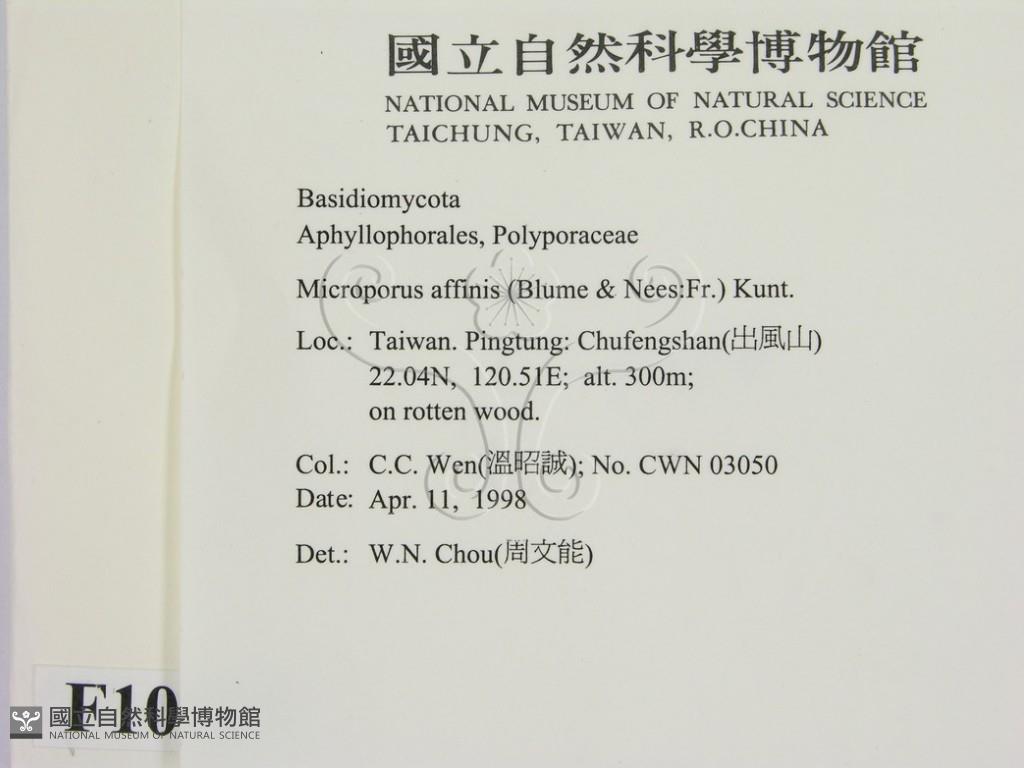 國立自然科學博物館
NATIONAL MUSEUM OF NATURAL SCIENCE
TAICHUNG, TAIWAN, R.O.CHINA
Basidiomycota
Aphyllophorales, Polyporaceae
Microporus affinis (Blume & Nees:Fr.) Kunt.
Loc.: Taiwan. Pingtung: Chufengshan(出風山)
22.04N, 120.51E; alt. 300m;
on rotten wood.
Col.: C.C. Wen(溫昭誠); No. CWN 03050
Date: Apr. 11, 1998
Det.: W.N. Chou(周文能)
F10
國立自然科學博物館
NATIONAL MUSEUM OF NATURAL SCIENCE